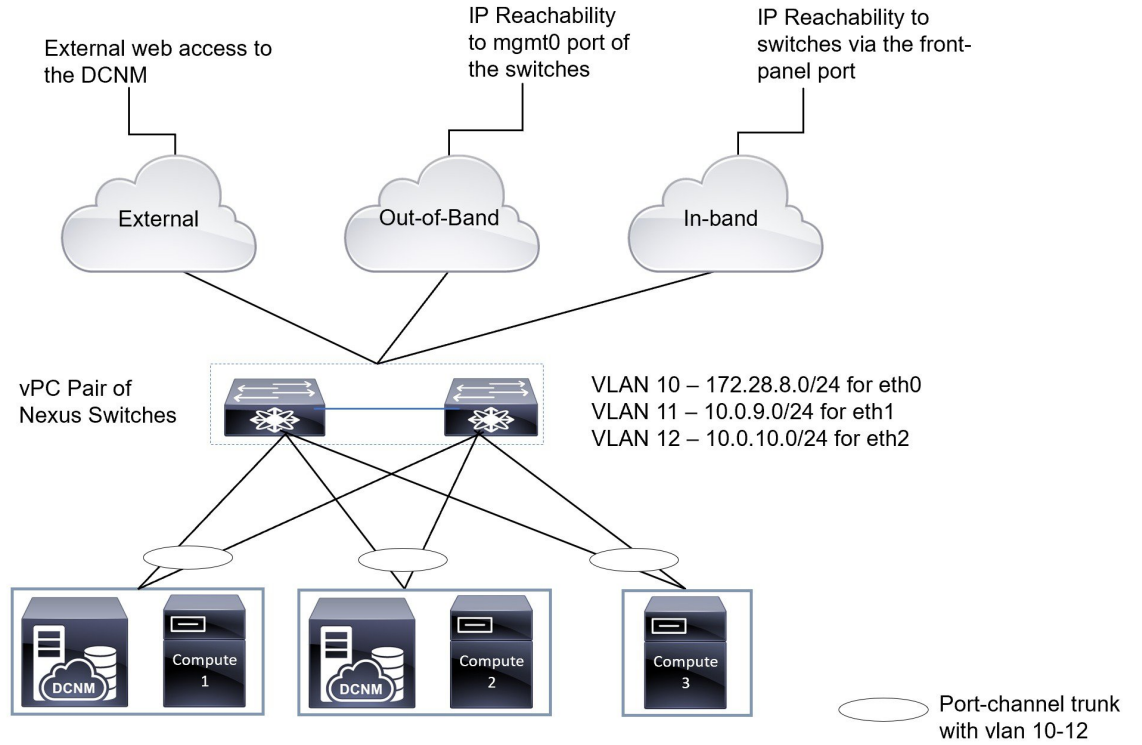 External web access to
the DCNM
IP Reachability
to mgmt0 port of
the switches
IP Reachability to
switches via the front-
panel port
External
Out-of-Band
In-band
vPC Pair of
Nexus Switches
VLAN 10 – 172.28.8.0/24 for eth0
VLAN 11 – 10.0.9.0/24 for eth1
VLAN 12 – 10.0.10.0/24 for eth2
DCNM
Compute
1
DCNM
Compute
2
Compute
3
Port-channel trunk
with vlan 10-12